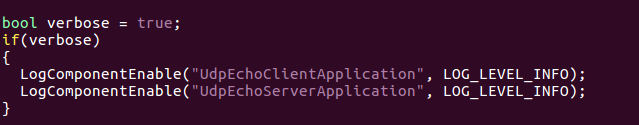 bool verbose = true;
if(verbose)
{
  LogComponentEnable("UdpEchoClientApplication", LOG_LEVEL_INFO);
  LogComponentEnable("UdpEchoServerApplication", LOG_LEVEL_INFO);
}